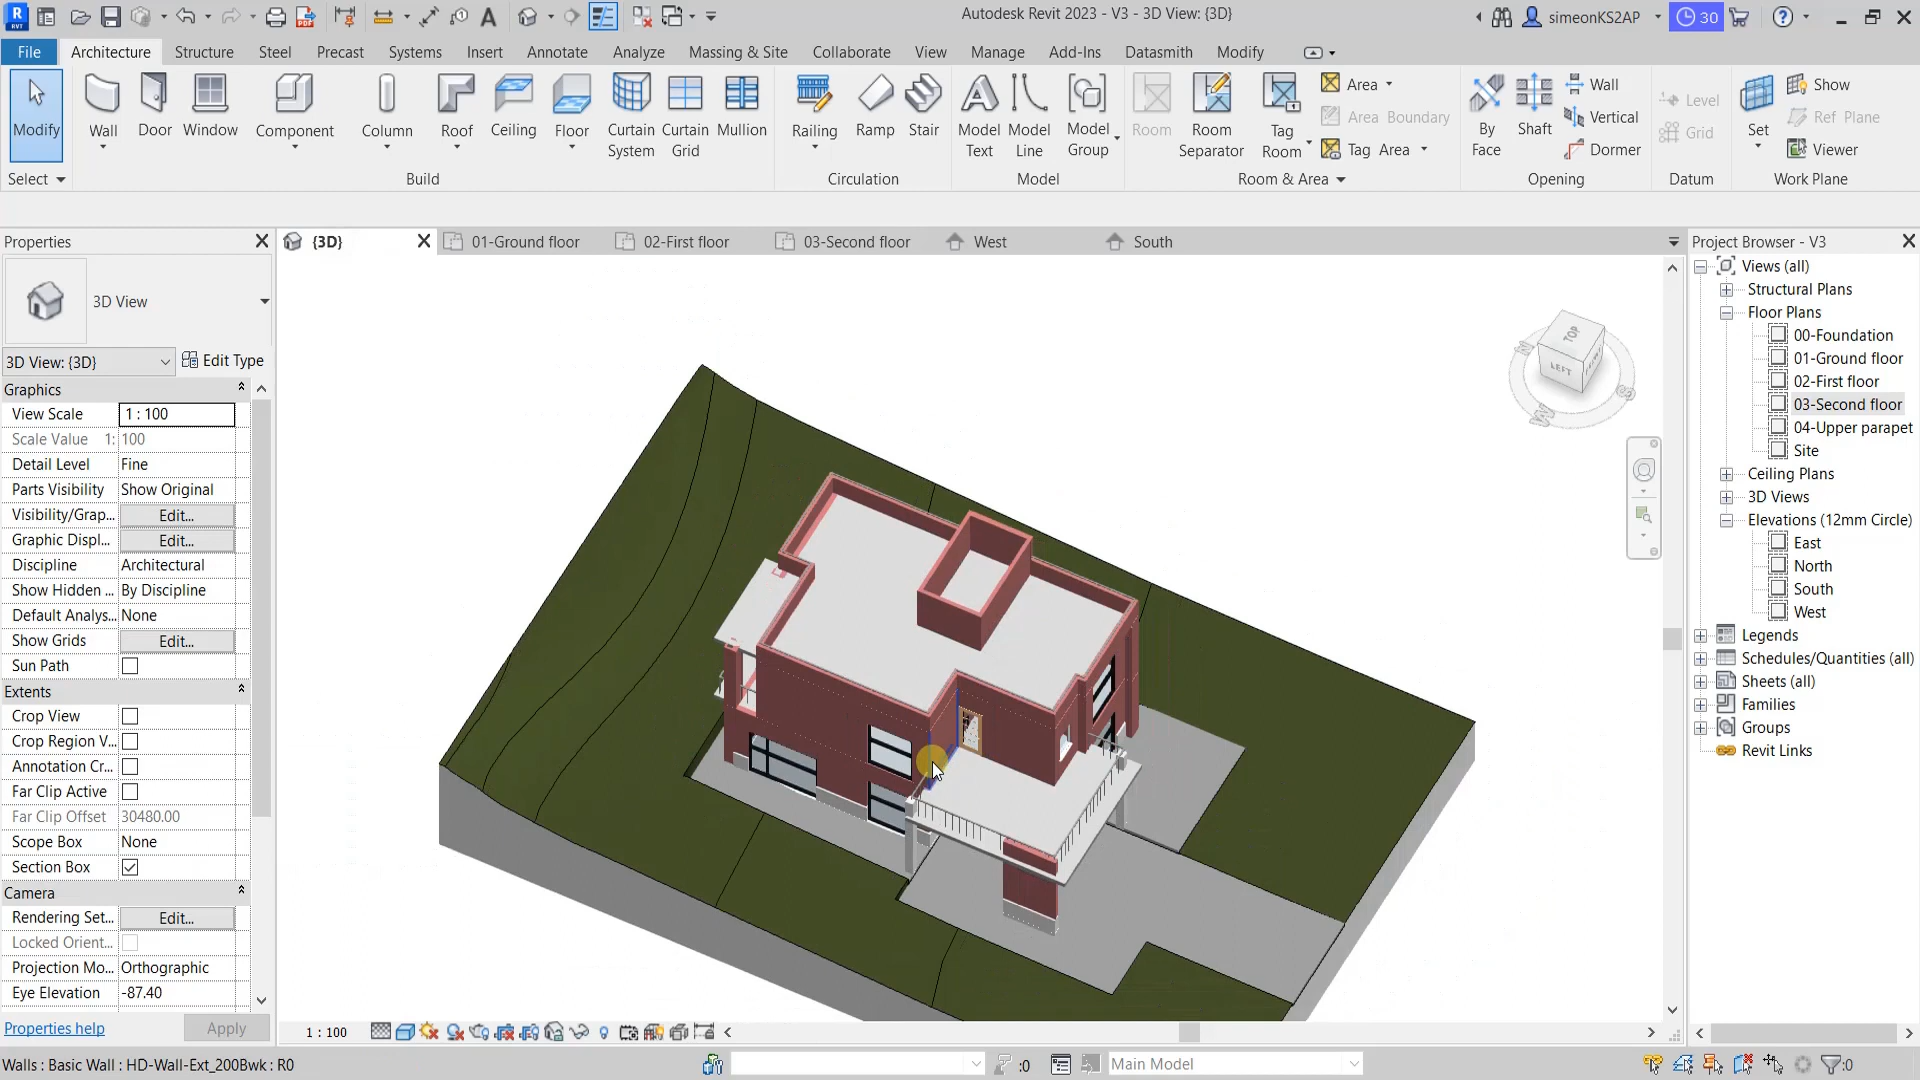 Autodesk Revit 2023 - V3 - 3D View: {3D}
simeonKS2AP
30
File
Architecture
Structure
Steel
Precast
Systems
Insert
Annotate
Analyze
Massing & Site
Collaborate
View
Manage
Add-Ins
Datasmith
Modify
Modify
Wall
Door
Window
Component
Column
Roof
Ceiling
Floor
Curtain System
Curtain Grid
Mullion
Railing
Ramp
Stair
Model Text
Model Line
Model Group
Room
Room Separator
Tag Room
Area
Area Boundary
Tag Area
By Face
Shaft
Wall
Vertical
Dormer
Level
Grid
Set
Show
Ref Plane
Viewer
Select
Build
Circulation
Model
Room & Area
Opening
Datum
Work Plane
Properties
3D View
3D View: {3D}
Edit Type
Graphics
View Scale 1 : 100
Scale Value 1: 100
Detail Level Fine
Parts Visibility Show Original
Visibility/Grap... Edit...
Graphic Displ... Edit...
Discipline Architectural
Show Hidden ... By Discipline
Default Analys... None
Show Grids Edit...
Sun Path
Extents
Crop View
Crop Region V...
Annotation Cr...
Far Clip Active
Far Clip Offset 30480.00
Scope Box None
Section Box
Camera
Rendering Set... Edit...
Locked Orient...
Projection Mo... Orthographic
Eye Elevation -87.40
Properties help
Apply
{3D}
01-Ground floor
02-First floor
03-Second floor
West
South
TOP
LEFT
1 : 100
Project Browser - V3
Views (all)
Structural Plans
Floor Plans
00-Foundation
01-Ground floor
02-First floor
03-Second floor
04-Upper parapet
Site
Ceiling Plans
3D Views
Elevations (12mm Circle)
East
North
South
West
Legends
Schedules/Quantities (all)
Sheets (all)
Families
Groups
Revit Links
Walls : Basic Wall : HD-Wall-Ext_200Bwk : R0
:0
Main Model
:0